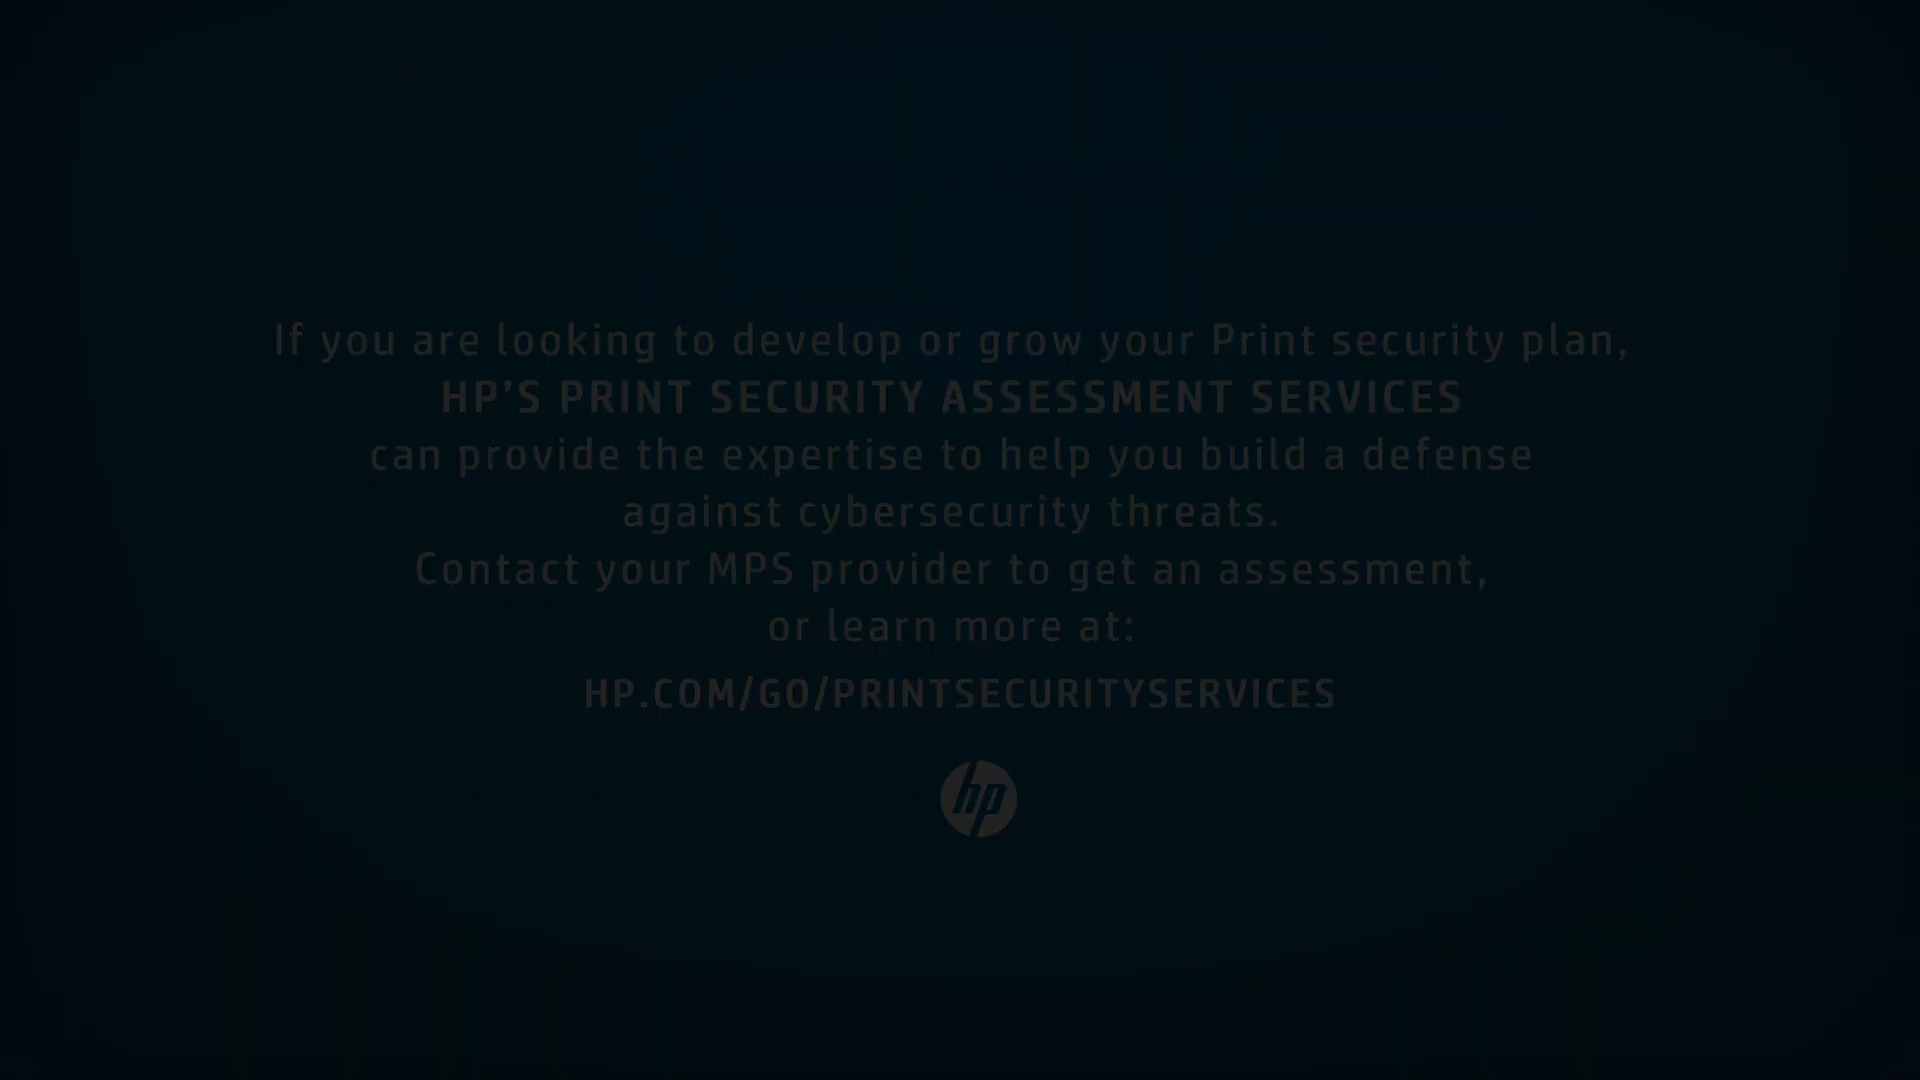 If you are looking to develop or grow your Print security plan,
HP’S PRINT SECURITY ASSESSMENT SERVICES
can provide the expertise to help you build a defense
against cybersecurity threats.
Contact your MPS provider to get an assessment,
or learn more at:
HP.COM/GO/PRINTSECURITYSERVICES
hp